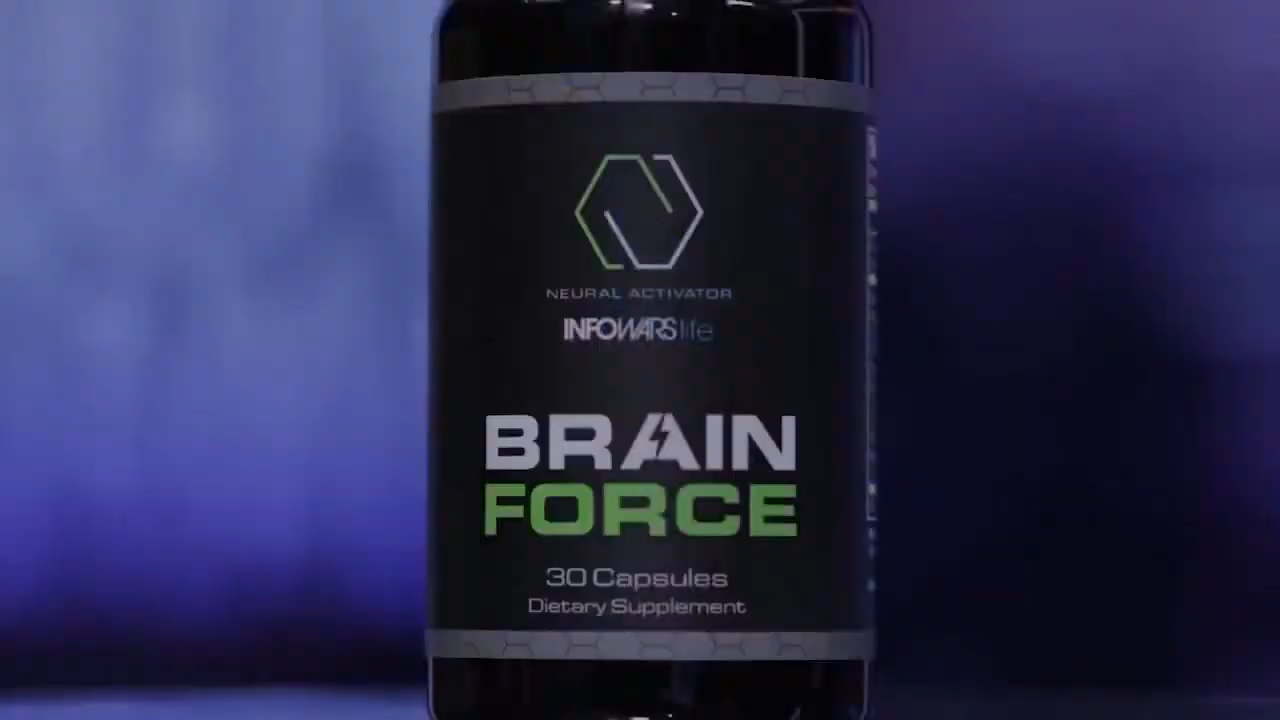 NEURAL ACTIVATOR
INFOWARS life
BRAIN
FORCE
30 Capsules
Dietary Supplement